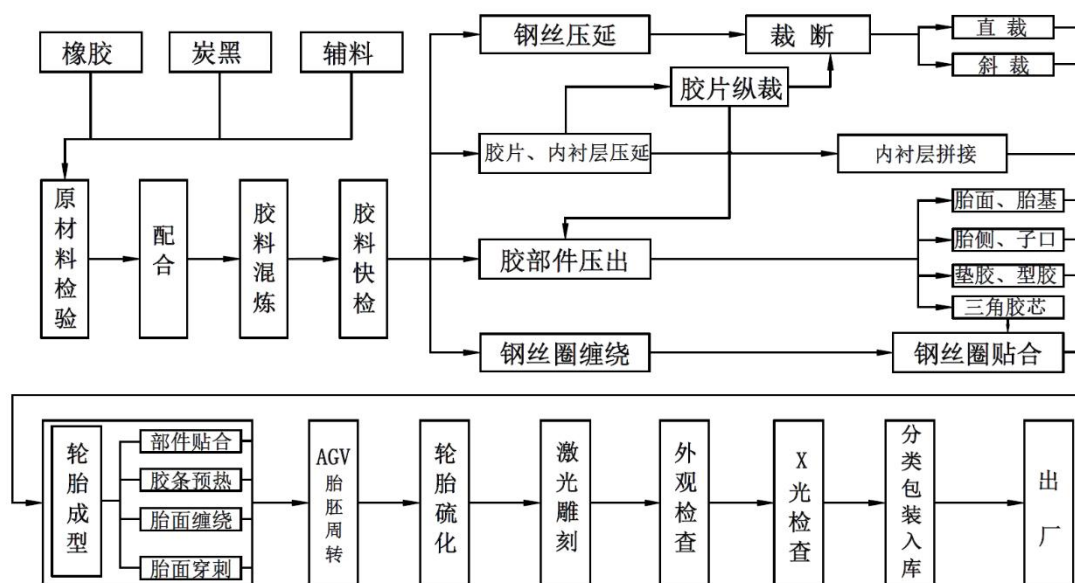 橡胶
炭黑
辅料
原材料检验
配合
胶料混炼
胶料快检
钢丝压延
裁断
直裁
斜裁
胶片纵裁
胶片、内衬层压延
内衬层拼接
胶部件压出
胎面、胎基
胎侧、子口
垫胶、型胶
三角胶芯
钢丝圈缠绕
钢丝圈贴合
轮胎成型
部件贴合
胶条预热
胎面缠绕
胎面穿刺
AGV胎胚周转
轮胎硫化
激光雕刻
外观检查
X光检查
分类包装入库
出厂